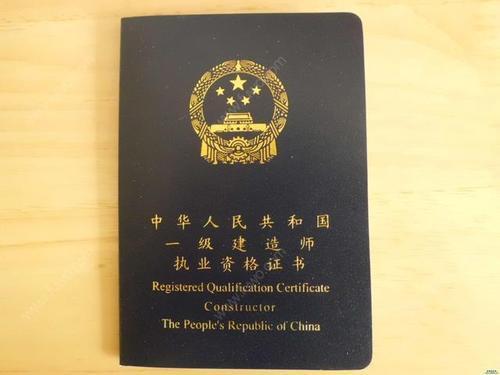 中华人民共和国
一级建造师
执业资格证书
Registered Qualification Certificate
Constructor
The People's Republic of China